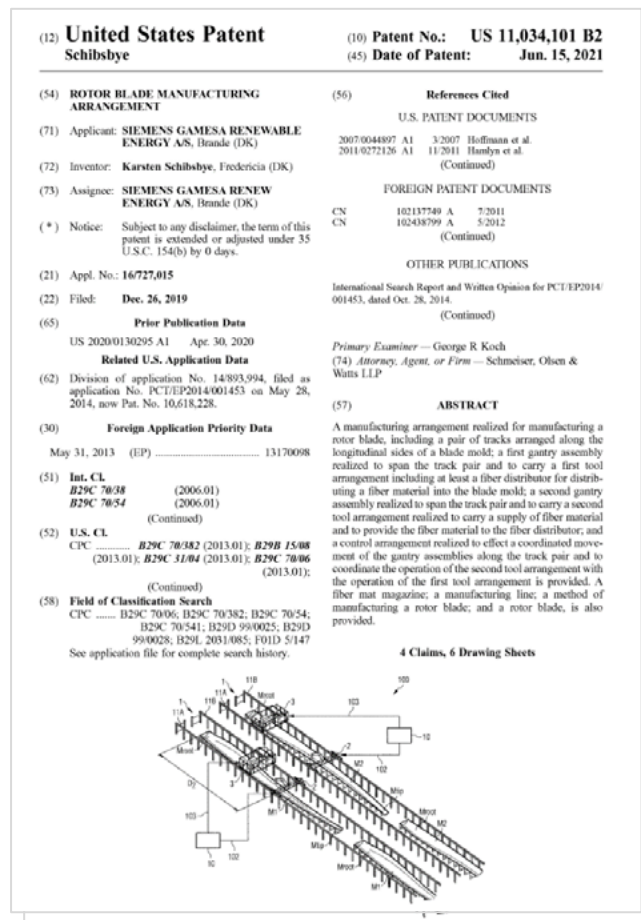 (12) United States Patent
Schibsbye
(10) Patent No.: US 11,034,101 B2
(45) Date of Patent: Jun. 15, 2021
(54) ROTOR BLADE MANUFACTURING
ARRANGEMENT
(71) Applicant: SIEMENS GAMESA RENEWABLE
ENERGY A/S, Brande (DK)
(72) Inventor: Karsten Schibsbye, Fredericia (DK)
(73) Assignee: SIEMENS GAMESA RENEW
ENERGY A/S, Brande (DK)
( * ) Notice: Subject to any disclaimer, the term of this
patent is extended or adjusted under 35
U.S.C. 154(b) by 0 days.
(21) Appl. No.: 16/727,015
(22) Filed: Dec. 26, 2019
(65) Prior Publication Data
US 2020/0130295 A1 Apr. 30, 2020
Related U.S. Application Data
(62) Division of application No. 14/893,994, filed as
application No. PCT/EP2014/001453 on May 28,
2014, now Pat. No. 10,618,228.
(30) Foreign Application Priority Data
May 31, 2013 (EP) ..................................... 13170098
(51) Int. Cl.
B29C 70/38 (2006.01)
B29C 70/54 (2006.01)
(Continued)
(52) U.S. Cl.
CPC ............ B29C 70/382 (2013.01); B29B 15/08
(2013.01); B29C 31/04 (2013.01); B29C 70/06
(2013.01);
(Continued)
(58) Field of Classification Search
CPC ....... B29C 70/06; B29C 70/382; B29C 70/54;
B29C 70/541; B29D 99/0025; B29D
99/0028; B29L 2031/085; F01D 5/147
See application file for complete search history.
(56) References Cited
U.S. PATENT DOCUMENTS
2007/0044897 A1 3/2007 Hoffmann et al.
2011/0272126 A1 11/2011 Hamlyn et al.
(Continued)
FOREIGN PATENT DOCUMENTS
CN 102137749 A 7/2011
CN 102438799 A 5/2012
(Continued)
OTHER PUBLICATIONS
International Search Report and Written Opinion for PCT/EP2014/
001453, dated Oct. 28, 2014.
(Continued)
Primary Examiner — George R Koch
(74) Attorney, Agent, or Firm — Schmeiser, Olsen &
Watts LLP
(57) ABSTRACT
A manufacturing arrangement realized for manufacturing a
rotor blade, including a pair of tracks arranged along the
longitudinal sides of a blade mold; a first gantry assembly
realized to span the track pair and to carry a first tool
arrangement including at least a fiber distributor for distrib-
uting a fiber material into the blade mold; a second gantry
assembly realized to span the track pair and to carry a second
tool arrangement realized to carry a supply of fiber material
and to provide the fiber material to the fiber distributor; and
a control arrangement realized to effect a coordinated move-
ment of the gantry assemblies along the track pair and to
coordinate the operation of the second tool arrangement with
the operation of the first tool arrangement is provided. A
fiber mat magazine; a manufacturing line; a method of
manufacturing a rotor blade; and a rotor blade, is also
provided.
4 Claims, 6 Drawing Sheets
1 11B Mroot 3 103 100
1 11B 11A
11A
10
2
102
Mroot M2
3 Mtip Mroot
103 M1 M2
Mtip
102 Mroot
10 M1